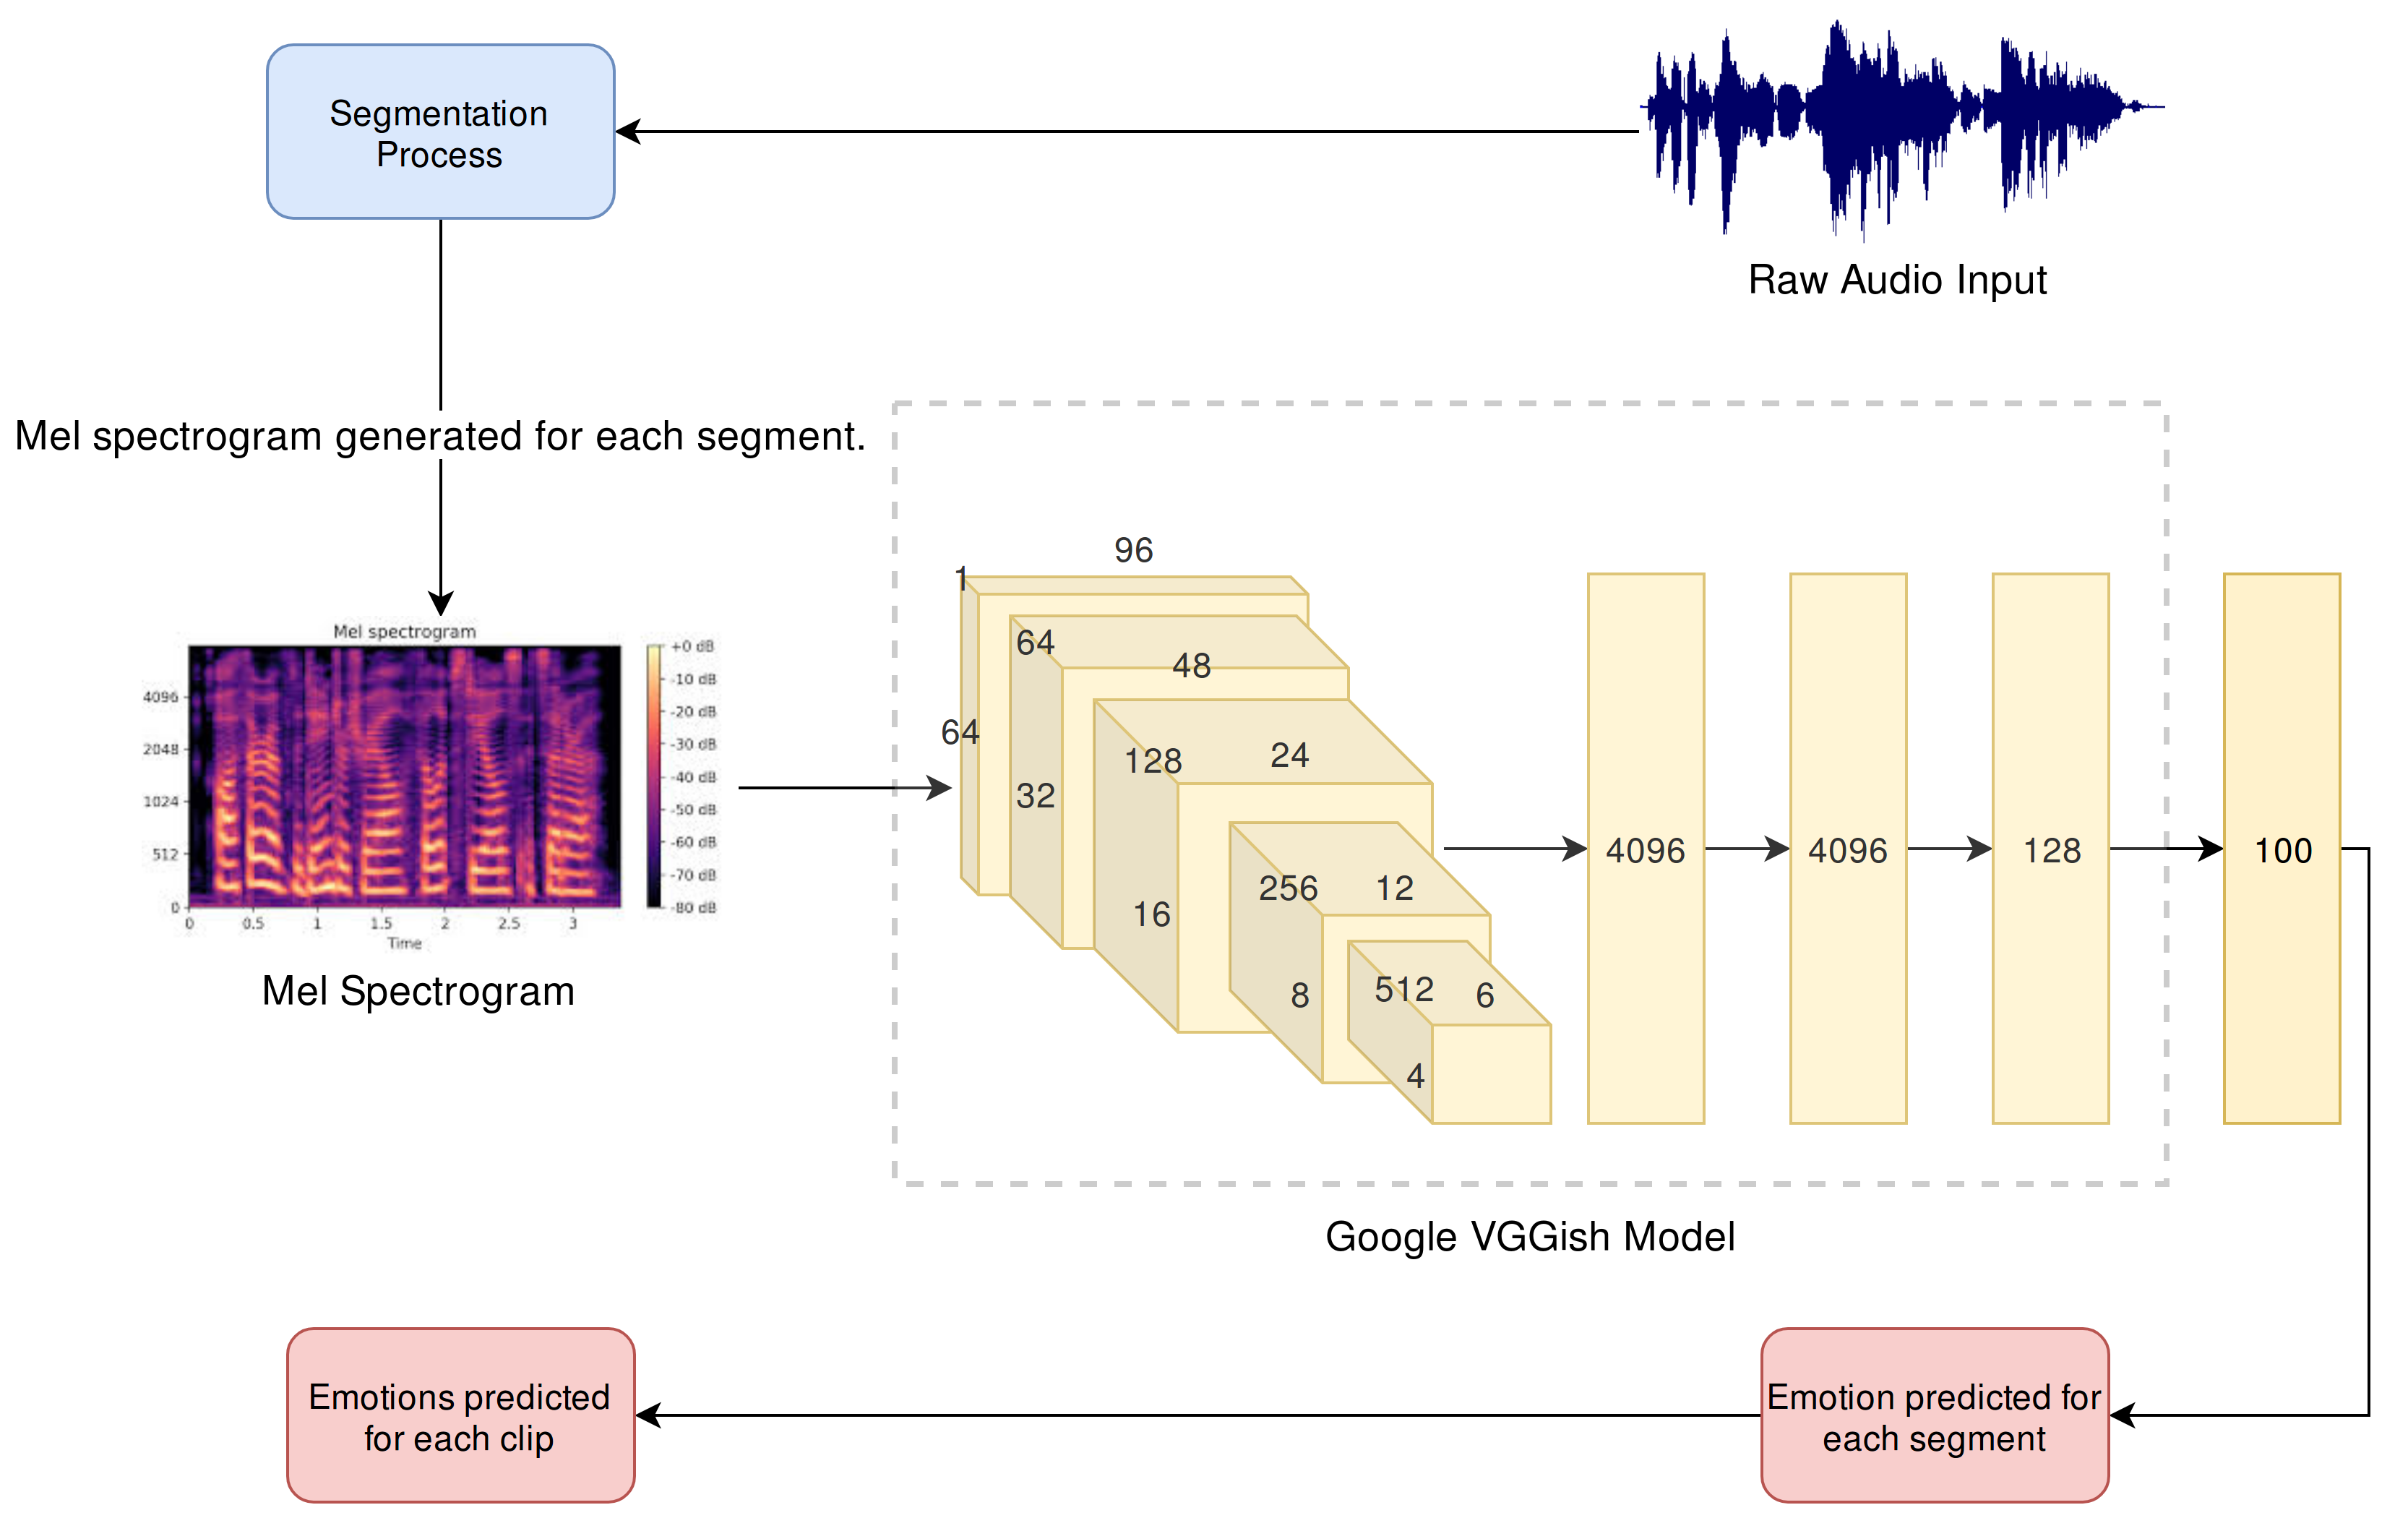 Segmentation
Process
Raw Audio Input
Mel spectrogram generated for each segment.
Mel spectrogram
4096
2048
1024
512
0
0
0.5
1
1.5
2
2.5
3
Time
+0 dB
-10 dB
-20 dB
-30 dB
-40 dB
-50 dB
-60 dB
-70 dB
-80 dB
Mel Spectrogram
96
1
64
64
48
32
128
24
16
256
12
8
512
6
4
4096
4096
128
100
Google VGGish Model
Emotions predicted
for each clip
Emotion predicted for
each segment